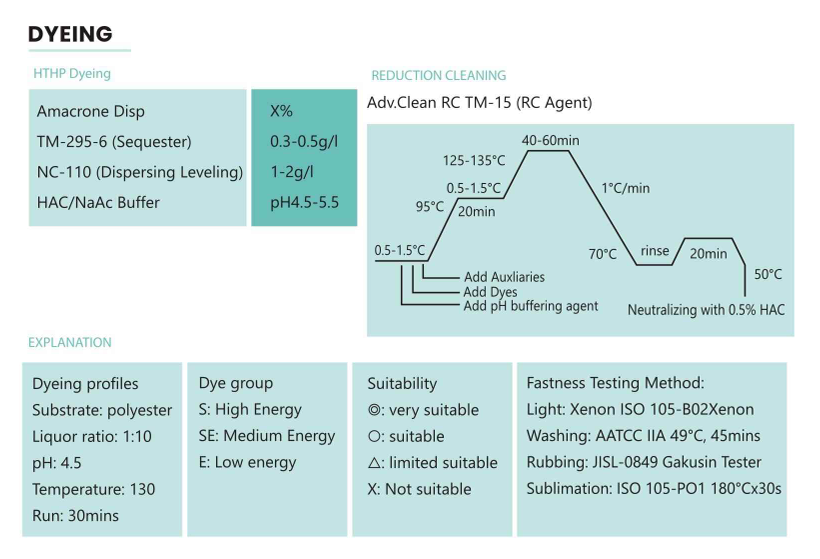 DYEING
HTHP Dyeing
Amacrone Disp X%
TM-295-6 (Sequester) 0.3-0.5g/l
NC-110 (Dispersing Leveling) 1-2g/l
HAC/NaAc Buffer pH4.5-5.5
REDUCTION CLEANING
Adv.Clean RC TM-15 (RC Agent)
40-60min
125-135°C
0.5-1.5°C
1°C/min
95°C
20min
0.5-1.5°C
70°C
rinse
20min
50°C
Add Auxliaries
Add Dyes
Add pH buffering agent
Neutralizing with 0.5% HAC
EXPLANATION
Dyeing profiles
Substrate: polyester
Liquor ratio: 1:10
pH: 4.5
Temperature: 130
Run: 30mins
Dye group
S: High Energy
SE: Medium Energy
E: Low energy
Suitability
◎: very suitable
○: suitable
△: limited suitable
X: Not suitable
Fastness Testing Method:
Light: Xenon ISO 105-B02Xenon
Washing: AATCC IIA 49°C, 45mins
Rubbing: JISL-0849 Gakusin Tester
Sublimation: ISO 105-PO1 180°Cx30s